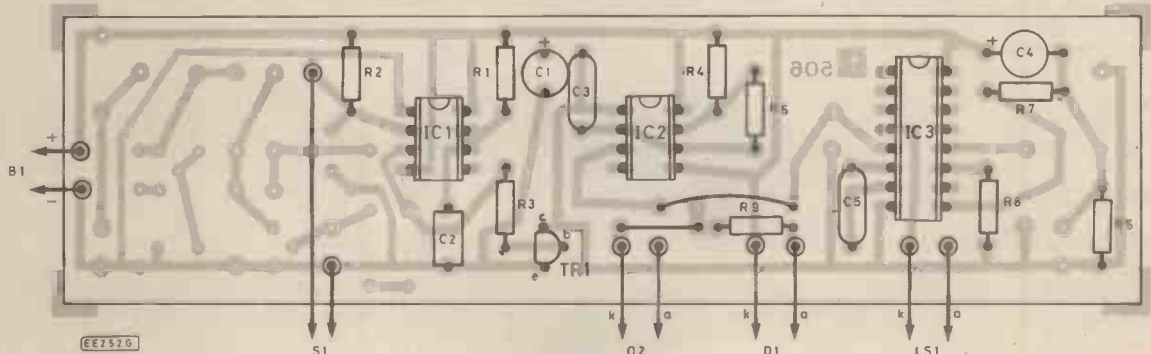 +
C4
506
R2
R1
C1
C3
R4
R5
R7
IC1
IC2
IC3
+
B1
-
R3
C2
c
b
TR1
e
R9
C5
R8
R6
k
a
k
a
k
a
EE252G
S1
D2
D1
LS1